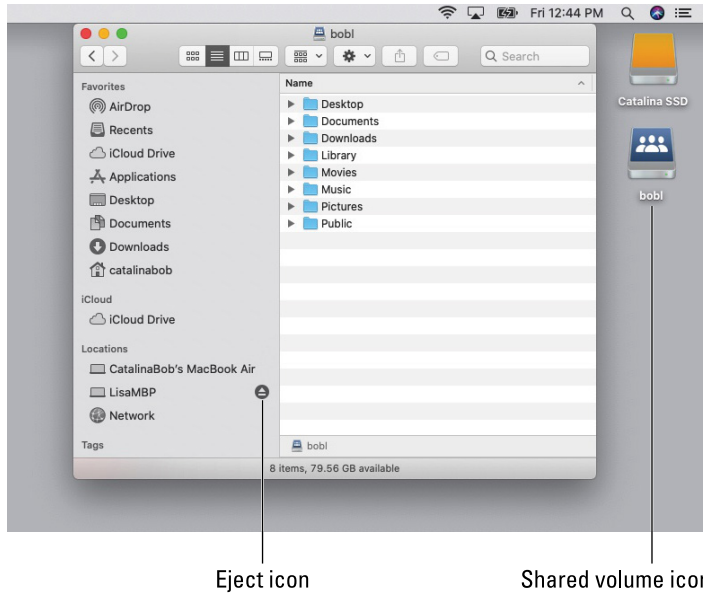 Fri 12:44 PM
bobl
Search
Favorites
AirDrop
Recents
iCloud Drive
Applications
Desktop
Documents
Downloads
catalinabob
iCloud
iCloud Drive
Locations
CatalinaBob's MacBook Air
LisaMBP
Network
Tags
Name
Desktop
Documents
Downloads
Library
Movies
Music
Pictures
Public
bobl
8 items, 79.56 GB available
Catalina SSD
bobl
Eject icon
Shared volume icon